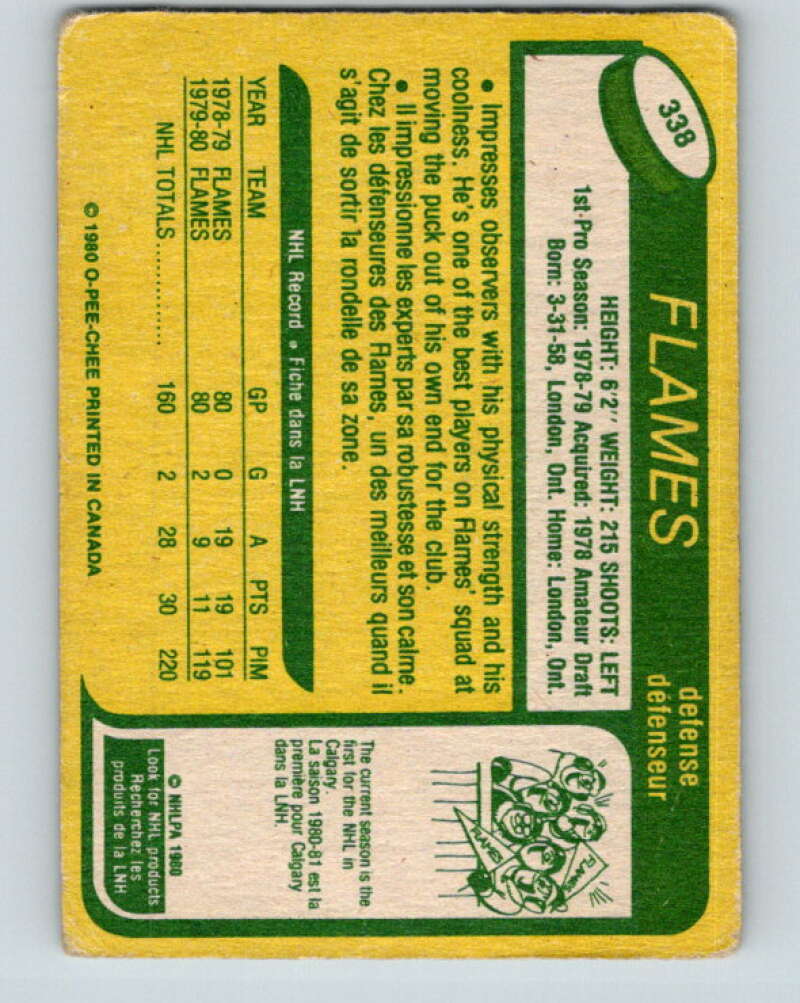 338
FLAMES
defense
défenseur
HEIGHT: 6'2" WEIGHT: 215 SHOOTS: LEFT
1st Pro Season: 1978-79 Acquired: 1978 Amateur Draft
Born: 3-31-58, London, Ont. Home: London, Ont.
• Impresses observers with his physical strength and his
coolness. He's one of the best players on Flames' squad at
moving the puck out of his own end for the club.
• Il impressionne les experts par sa robustesse et son calme.
Chez les défenseures des Flames, un des meilleurs quand il
s'agit de sortir la rondelle de sa zone.
NHL Record • Fiche dans la LNH
YEAR TEAM GP G A PTS PIM
1978-79 FLAMES 80 0 19 19 101
1979-80 FLAMES 80 2 9 11 119
NHL TOTALS .............. 160 2 28 30 220
© 1980 O-PEE-CHEE PRINTED IN CANADA
FLAMES
FLAMES
The current season is the
first for the NHL in
Calgary.
La saison 1980-81 est la
première pour Calgary
dans la LNH.
© NHLPA 1980
Look for NHL products
Recherchez les
produits de la LNH